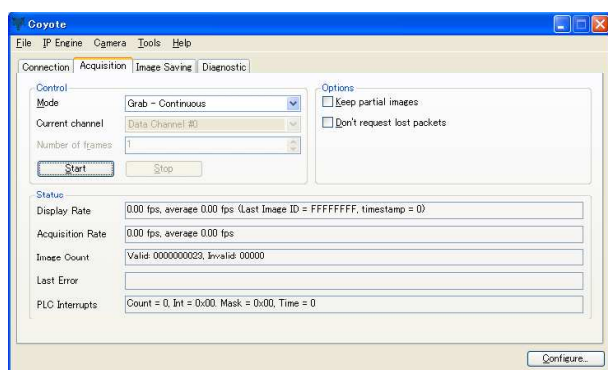 Coyote
File IP Engine Camera Tools Help
Connection Acquisition Image Saving Diagnostic
Control
Mode Grab - Continuous
Current channel Data Channel #0
Number of frames 1
Start Stop
Options
Keep partial images
Don't request lost packets
Status
Display Rate 0.00 fps, average 0.00 fps (Last Image ID = FFFFFFFF, timestamp = 0)
Acquisition Rate 0.00 fps, average 0.00 fps
Image Count Valid: 0000000023, Invalid: 00000
Last Error
PLC Interrupts Count = 0, Int = 0x00. Mask = 0x00, Time = 0
Configure...